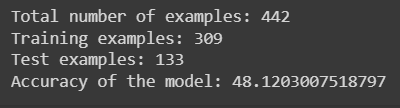 Total number of examples: 442
Training examples: 309
Test examples: 133
Accuracy of the model: 48.1203007518797